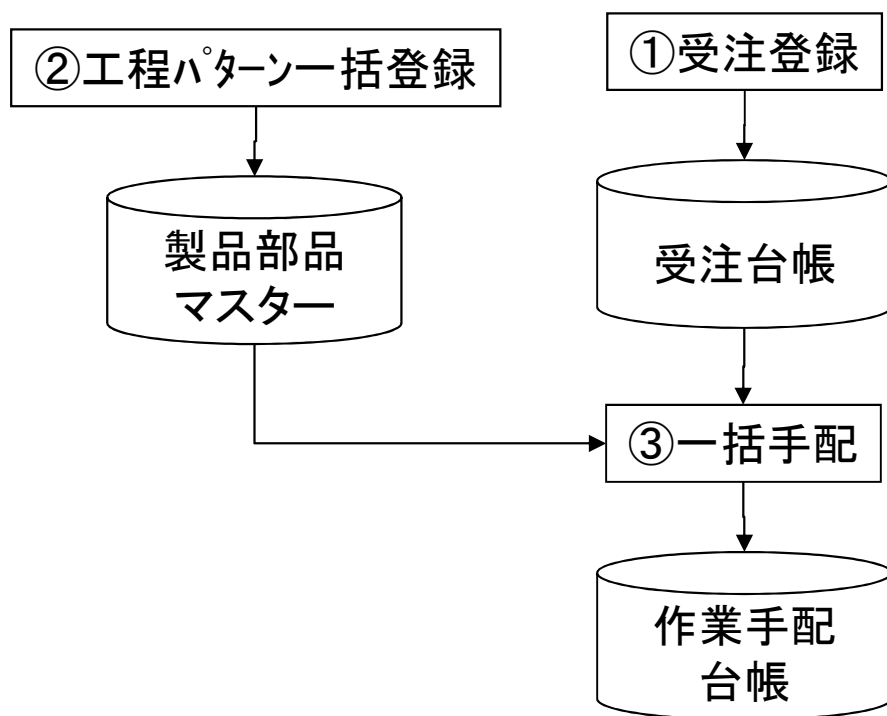 ②工程ﾊﾟﾀｰﾝ一括登録
①受注登録
製品部品
マスター
受注台帳
③一括手配
作業手配
台帳